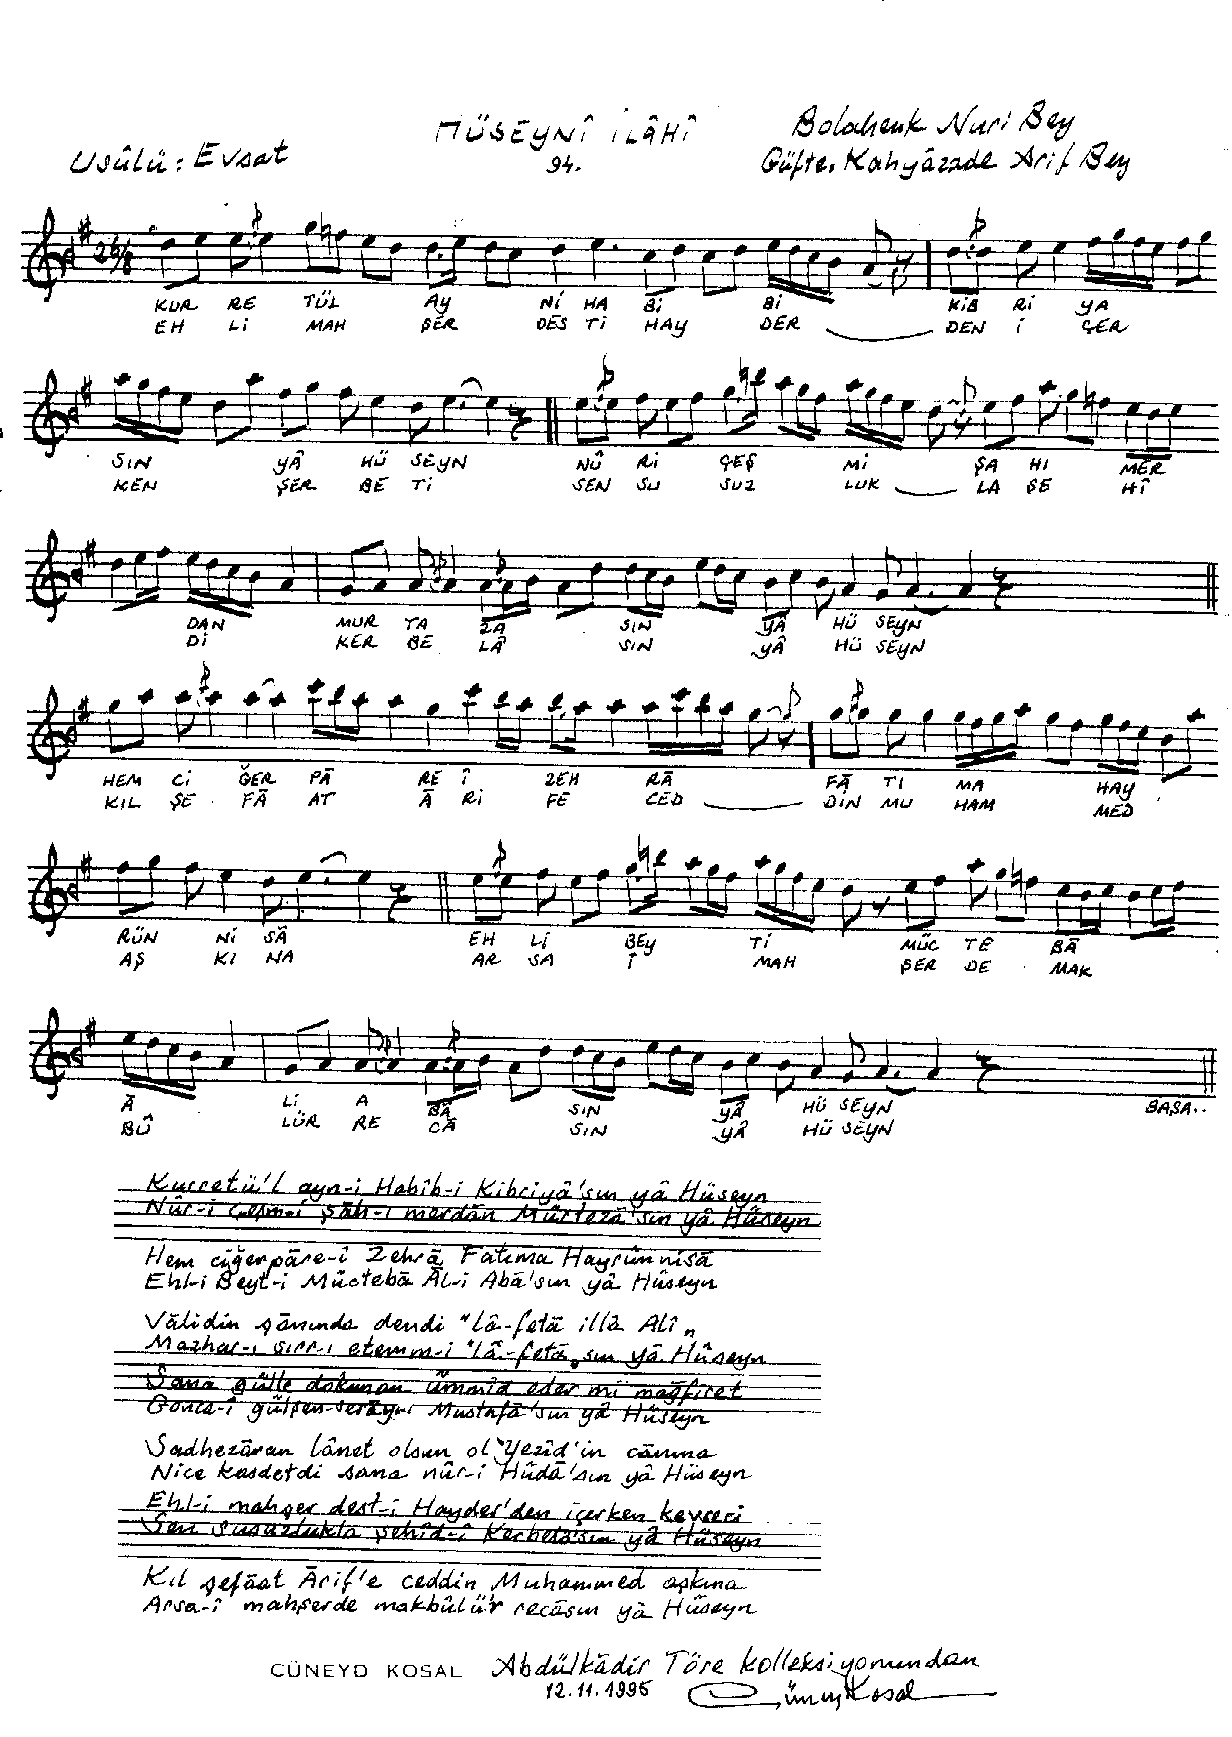 HÜSEYNÎ İLÂHÎ
94.
Usûlü: Evsat
Bolahenk Nuri Bey
Güfte. Kahyâzade Arif Bey
26/8
KUR RE TÜL AY Nİ HA Bİ Bİ KİB Rİ YA
EH Lİ MAH ŞER DES Tİ HAY DER DEN İ ÇER
SIN YÂ HÜ SEYN NÛ Rİ ÇEŞ Mİ ŞA HI MER
KEN ŞER BE Tİ SEN SU SUZ LUK LA ŞE HÎ
DAN MUR TA ZA SIN YÂ HÜ SEYN
Dİ KER BE LÂ SIN YÂ HÜ SEYN
HEM Cİ ĞER PÂ RE Î ZEH RÂ FÂ TI MA HAY
KIL ŞE FÂ AT Â Rİ FE CED DİN MU HAM MED
RÜN Nİ SÂ EH Lİ BEY Tİ MÜC TE BÂ
AŞ KI NA AR SA Î MAH ŞER DE MAK
Â Lİ A BÂ SIN YÂ HÜ SEYN BAŞA..
BÛ LÜR RE CÂ SIN YÂ HÜ SEYN
Kurretü'l ayn-i Habîb-i Kibriyâ'sın yâ Hüseyn
Nûr-i çeşm-i şâh-ı merdân Mürtezâ'sın yâ Hüseyn
Hem ciğerpâre-i Zehrâ Fatıma Hayrünnisâ
Ehl-i Beyt-i Müctebâ Âl-i Abâ'sın yâ Hüseyn
Vâlidin şânında dendi "lâ-fetâ illâ Alî"
Mazhar-ı sırr-ı etemm-i "lâ-fetâ"sın yâ Hüseyn
Sana gülle dokunan ümmîd eder mi mağfiret
Gonca-î gülşen-serây-ı Mustafâ'sın yâ Hüseyn
Sadhezâran lânet olsun ol Yezîd'in cânına
Nice kasdetdi sana nûr-i Hüdâ'sın yâ Hüseyn
Ehl-i mahşer dest-i Hayder'den içerken kevseri
Sen susuzlukla şehîd-î Kerbelâ'sın yâ Hüseyn
Kıl şefâat Ârif'e ceddin Muhammed aşkına
Arsa-î mahşerde makbûlü'r recâsın yâ Hüseyn
CÜNEYD KOSAL Abdülkâdir Töre kolleksiyonundan
12.11.1995 Cüneyd Kosal